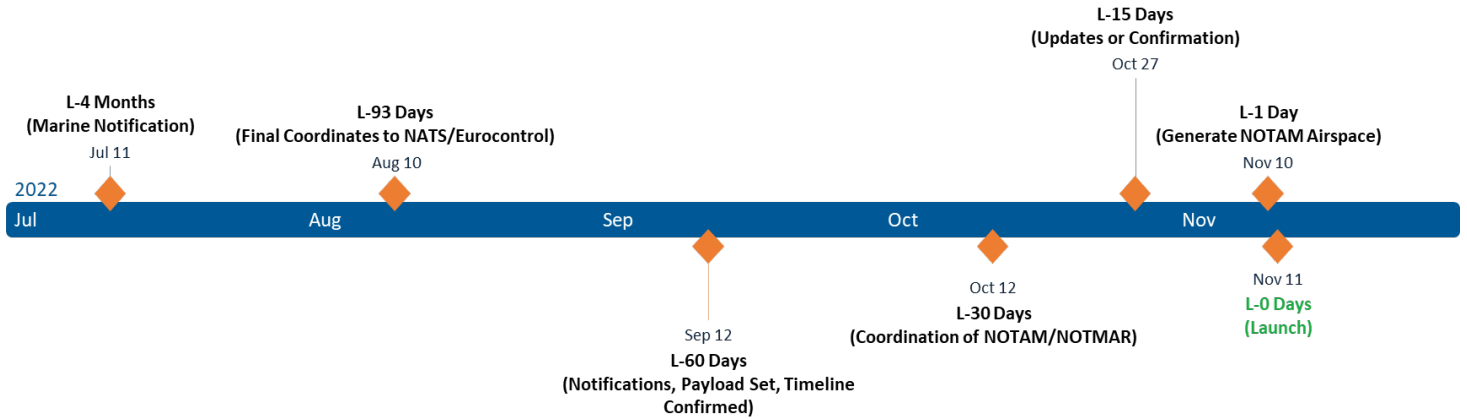 L-15 Days
(Updates or Confirmation)
Oct 27
L-4 Months
(Marine Notification)
Jul 11
L-93 Days
(Final Coordinates to NATS/Eurocontrol)
Aug 10
L-1 Day
(Generate NOTAM Airspace)
Nov 10
2022
Jul
Aug
Sep
Oct
Nov
Sep 12
L-60 Days
(Notifications, Payload Set, Timeline
Confirmed)
Oct 12
L-30 Days
(Coordination of NOTAM/NOTMAR)
Nov 11
L-0 Days
(Launch)